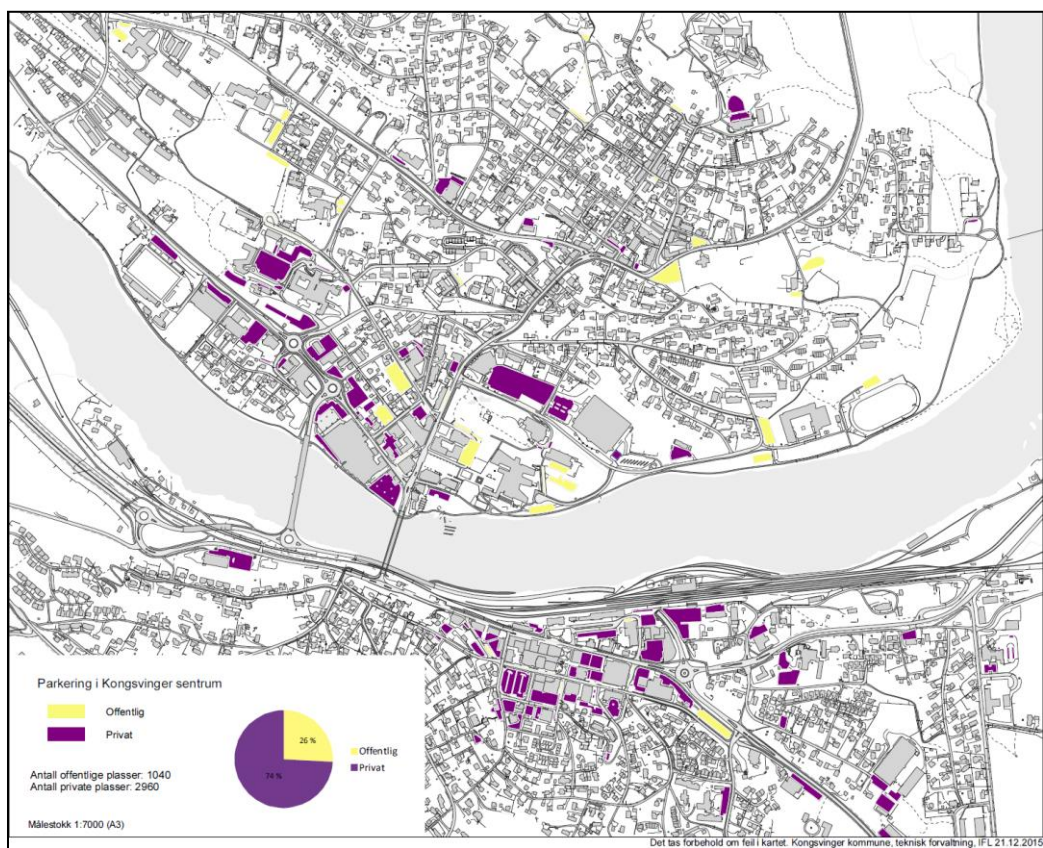 Parkering i Kongsvinger sentrum
Offentlig
Privat
26 %
74 %
Offentlig
Privat
Antall offentlige plasser: 1040
Antall private plasser: 2960
Målestokk 1:7000 (A3)
Det tas forbehold om feil i kartet. Kongsvinger kommune, teknisk forvaltning, IFL 21.12.2015